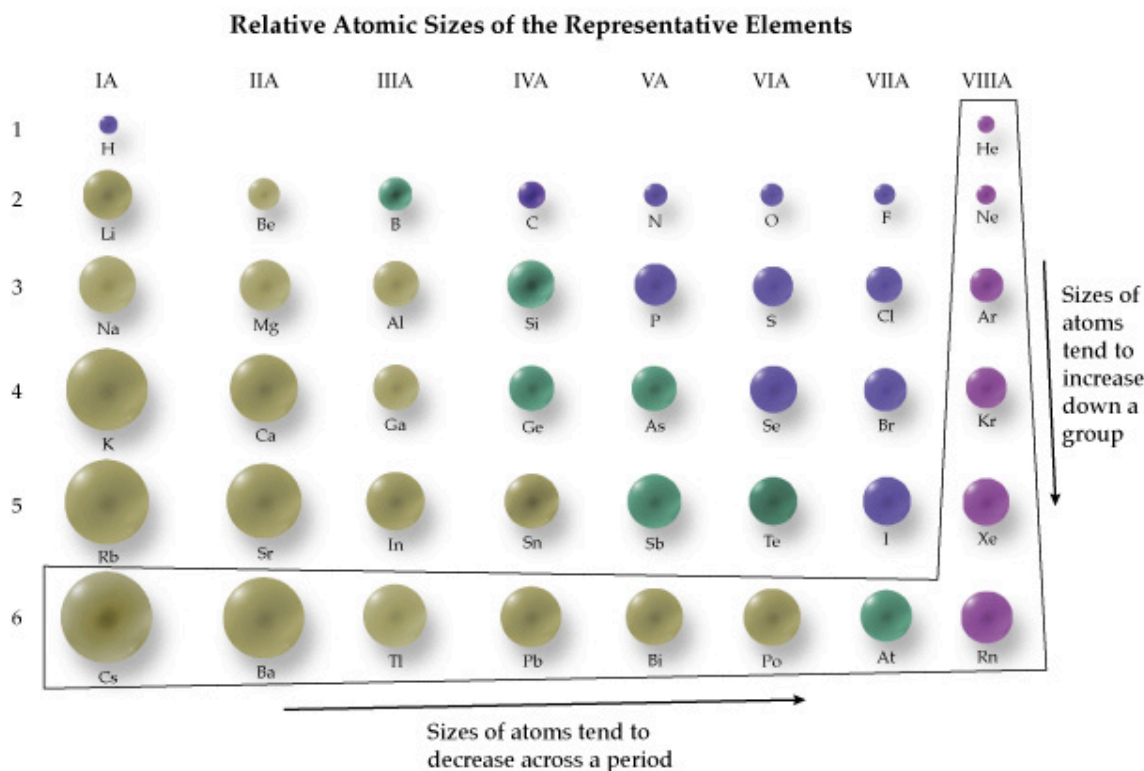 Relative Atomic Sizes of the Representative Elements
IA IIA IIIA IVA VA VIA VIIA VIIIA
1
H He
2
Li Be B C N O F Ne
3
Na Mg Al Si P S Cl Ar
4
K Ca Ga Ge As Se Br Kr
5
Rb Sr In Sn Sb Te I Xe
6
Cs Ba Tl Pb Bi Po At Rn
Sizes of
atoms
tend to
increase
down a
group
Sizes of atoms tend to
decrease across a period